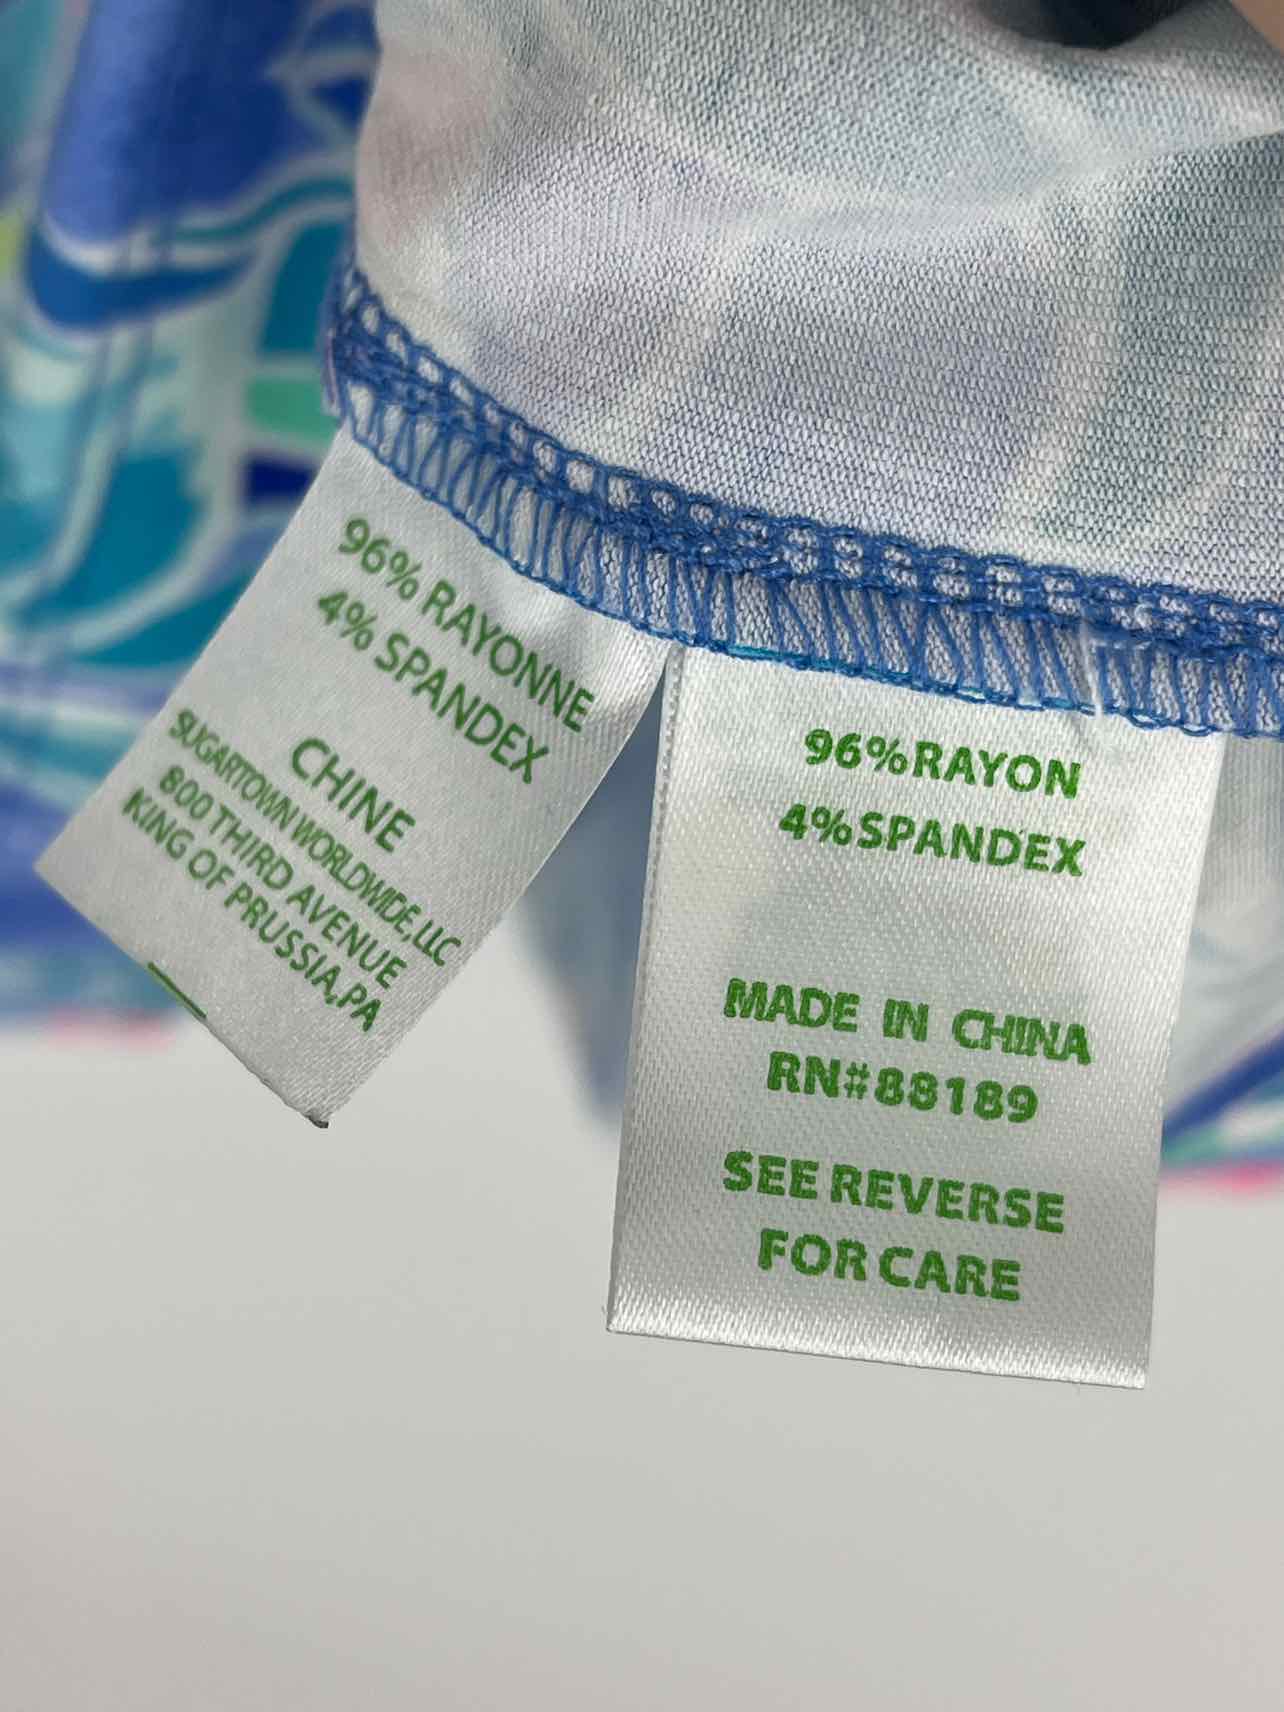 96% RAYONNE
4% SPANDEX
CHINE
SUGARTOWN WORLDWIDE,LLC
800 THIRD AVENUE
KING OF PRUSSIA,PA
96%RAYON
4%SPANDEX
MADE IN CHINA
RN#88189
SEE REVERSE
FOR CARE